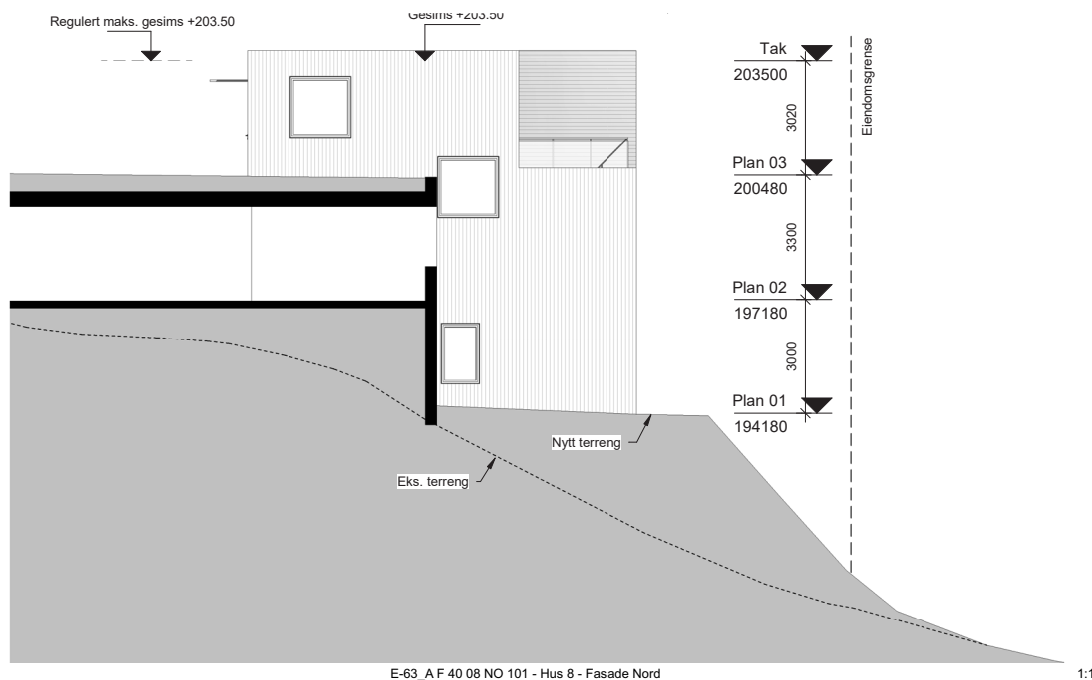 Regulert maks. gesims +203.50
Gesims +203.50
Tak
203500
3020
Eiendomsgrense
Plan 03
200480
3300
Plan 02
197180
3000
Plan 01
194180
Nytt terreng
Eks. terreng
E-63_A F 40 08 NO 101 - Hus 8 - Fasade Nord